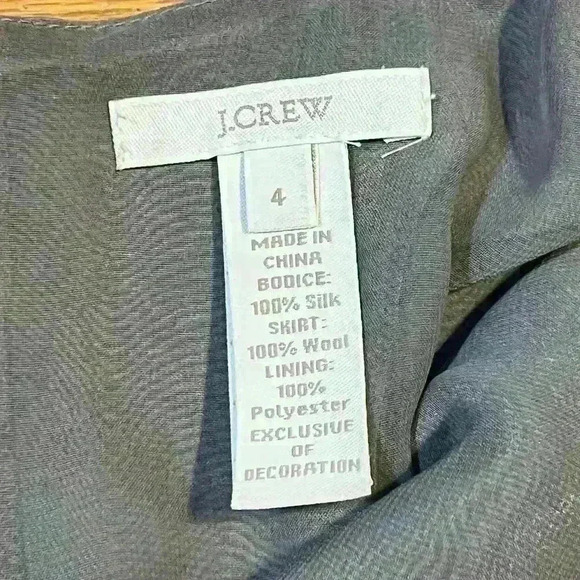 J.CREW
4
MADE IN
CHINA
BODICE:
100% Silk
SKIRT:
100% Wool
LINING:
100%
Polyester
EXCLUSIVE
OF
DECORATION